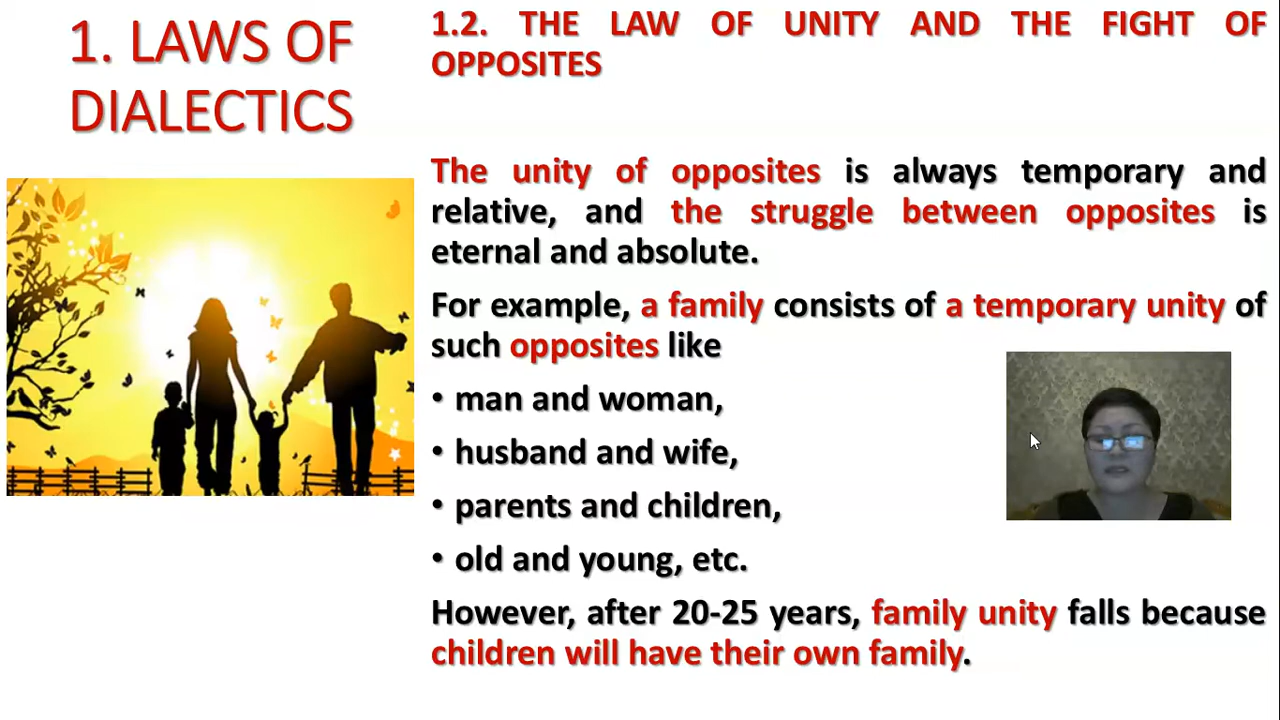 1. LAWS OF
DIALECTICS
1.2. THE LAW OF UNITY AND THE FIGHT OF
OPPOSITES
The unity of opposites is always temporary and
relative, and the struggle between opposites is
eternal and absolute.
For example, a family consists of a temporary unity of
such opposites like
• man and woman,
• husband and wife,
• parents and children,
• old and young, etc.
However, after 20-25 years, family unity falls because
children will have their own family.